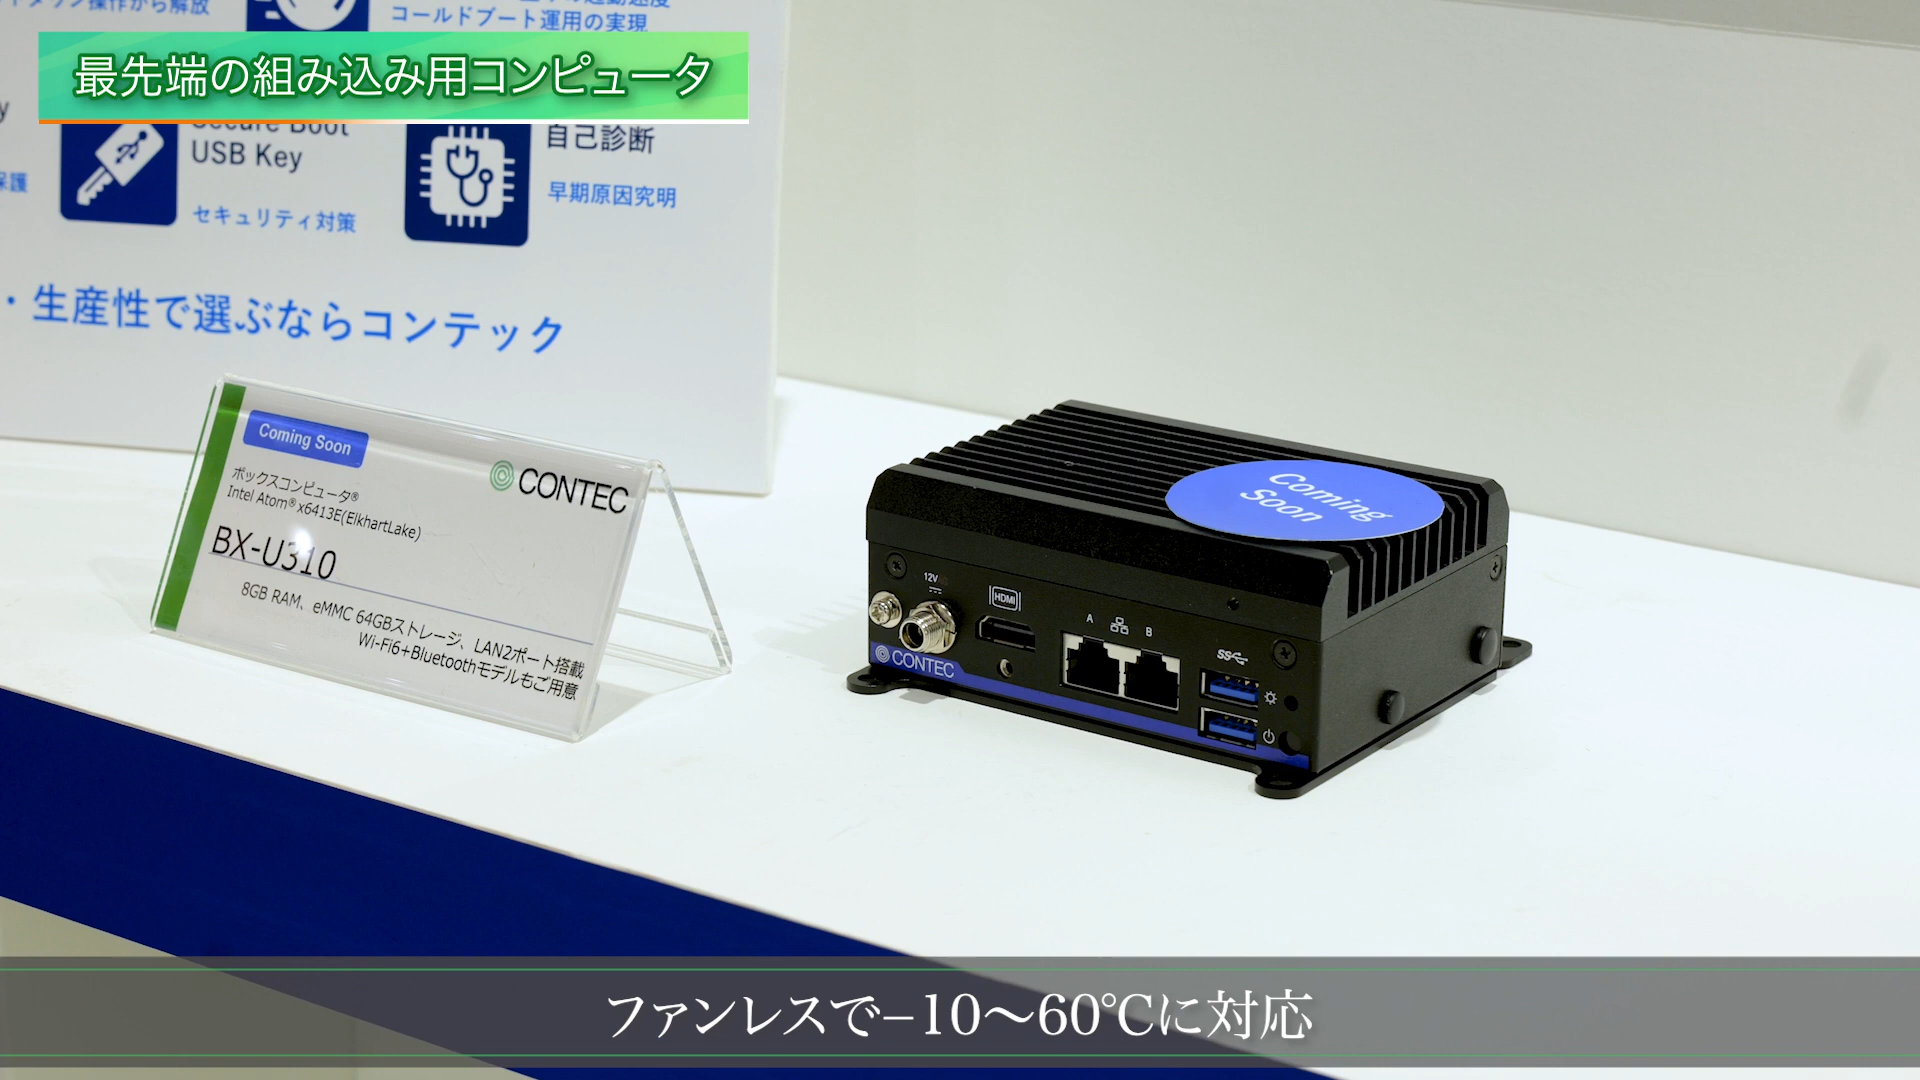 コールドブート運用の実現
最先端の組み込み用コンピュータ
Secure Boot
USB Key
セキュリティ対策
自己診断
早期原因究明
保護
・生産性で選ぶならコンテック
Coming Soon
CONTEC
ボックスコンピュータ®
Intel Atom® x6413E(ElkhartLake)
BX-U310
8GB RAM、eMMC 64GBストレージ、LAN2ポート搭載
Wi-Fi6+Bluetoothモデルもご用意
Coming
Soon
12V
HDMI
A B
CONTEC
ファンレスで−10〜60℃に対応